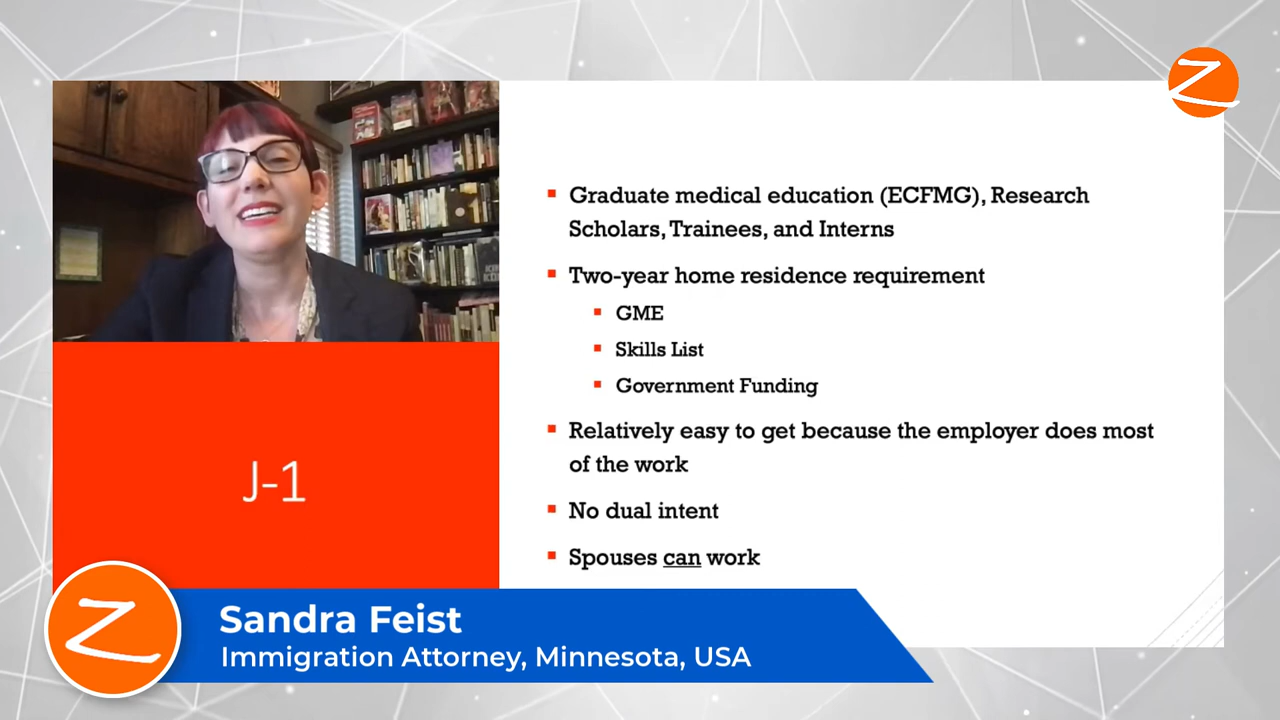 Graduate medical education (ECFMG), Research
Scholars, Trainees, and Interns
Two-year home residence requirement
GME
Skills List
Government Funding
Relatively easy to get because the employer does most
of the work
No dual intent
Spouses can work
J-1
Sandra Feist
Immigration Attorney, Minnesota, USA